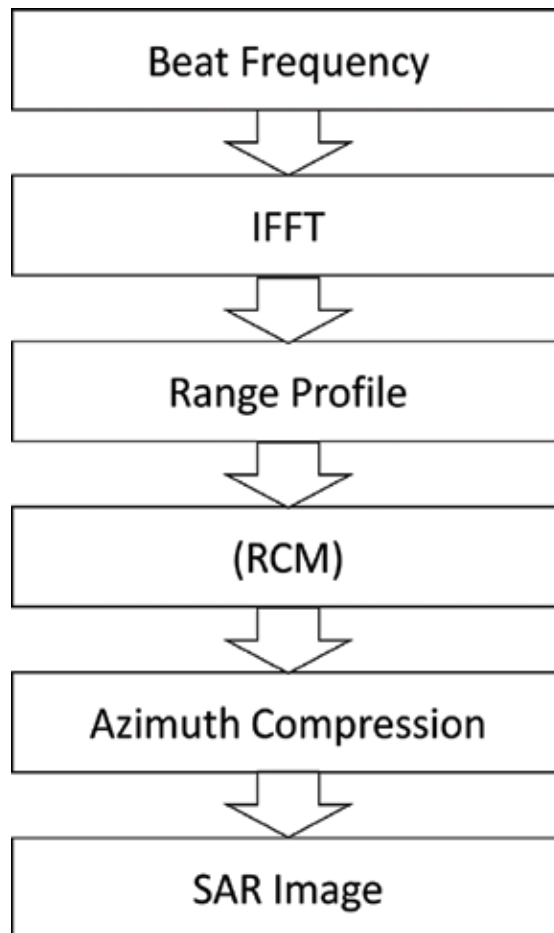 Beat Frequency
IFFT
Range Profile
(RCM)
Azimuth Compression
SAR Image